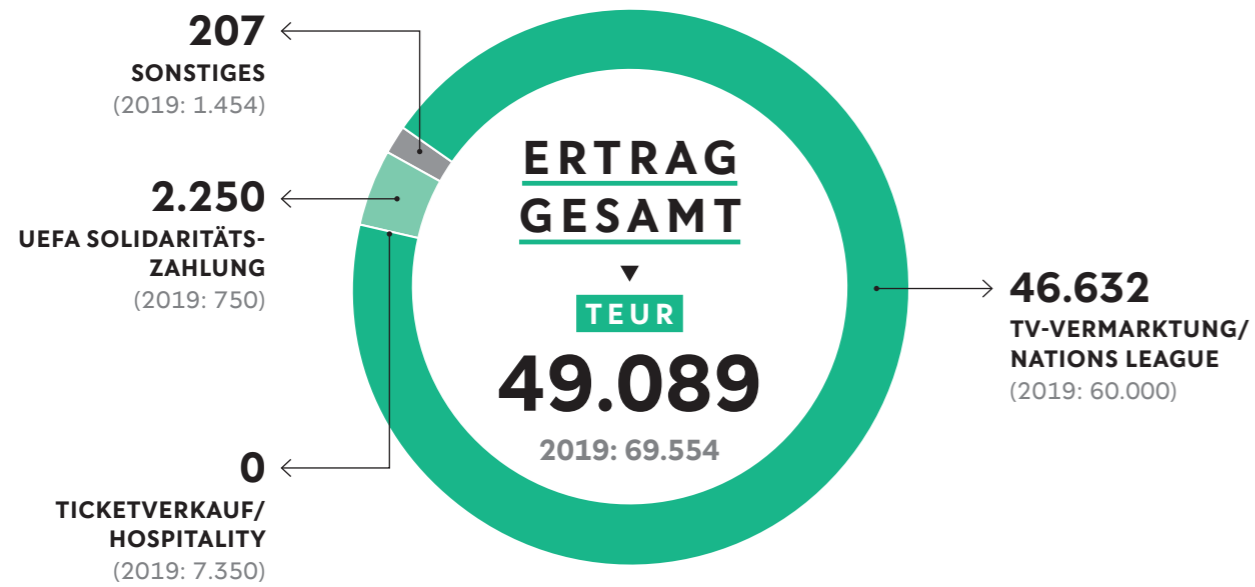 207
SONSTIGES
(2019: 1.454)
2.250
UEFA SOLIDARITÄTS-
ZAHLUNG
(2019: 750)
0
TICKETVERKAUF/
HOSPITALITY
(2019: 7.350)
ERTRAG
GESAMT
TEUR
49.089
2019: 69.554
46.632
TV-VERMARKTUNG/
NATIONS LEAGUE
(2019: 60.000)